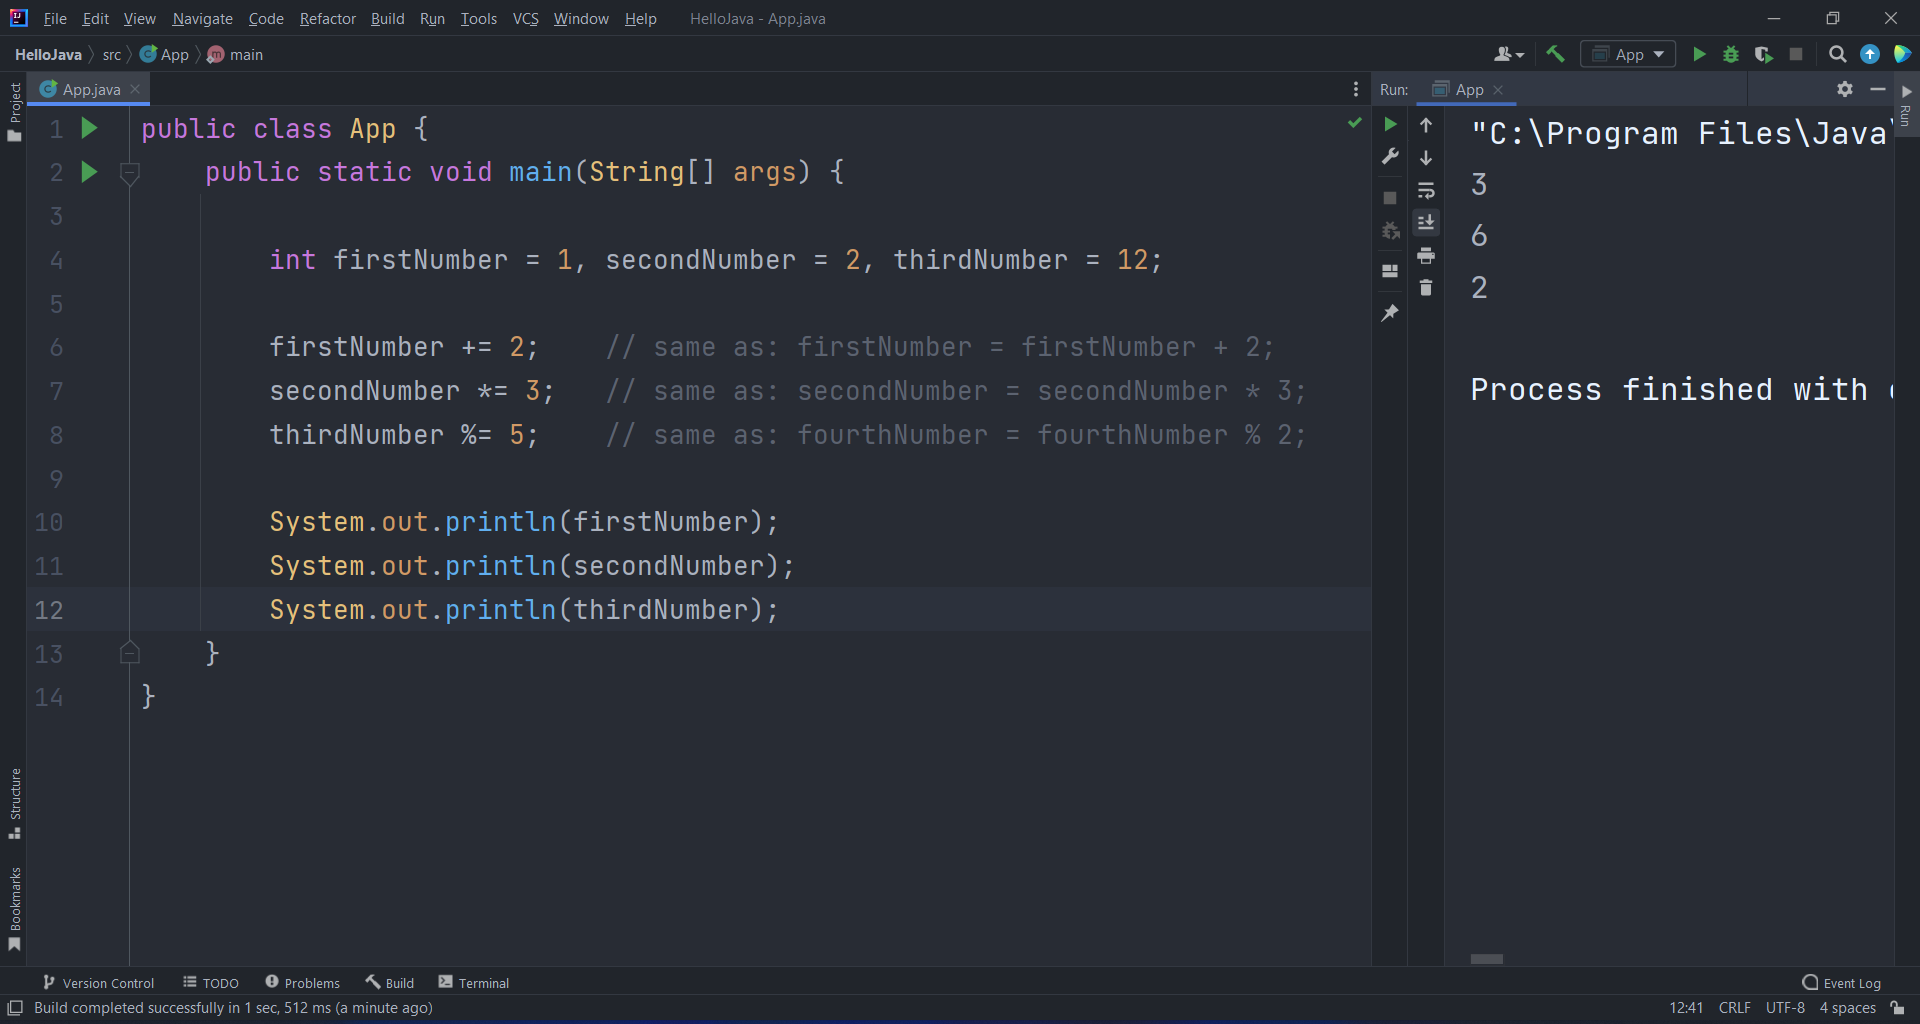 File Edit View Navigate Code Refactor Build Run Tools VCS Window Help HelloJava - App.java
HelloJava src App m main App
Project
App.java
Run: App
Run
1 public class App {
2 public static void main(String[] args) {
3
4 int firstNumber = 1, secondNumber = 2, thirdNumber = 12;
5
6 firstNumber += 2; // same as: firstNumber = firstNumber + 2;
7 secondNumber *= 3; // same as: secondNumber = secondNumber * 3;
8 thirdNumber %= 5; // same as: fourthNumber = fourthNumber % 2;
9
10 System.out.println(firstNumber);
11 System.out.println(secondNumber);
12 System.out.println(thirdNumber);
13 }
14 }
"C:\Program Files\Java\
3
6
2
Process finished with
Structure
Bookmarks
Version Control TODO Problems Build Terminal Event Log
Build completed successfully in 1 sec, 512 ms (a minute ago) 12:41 CRLF UTF-8 4 spaces